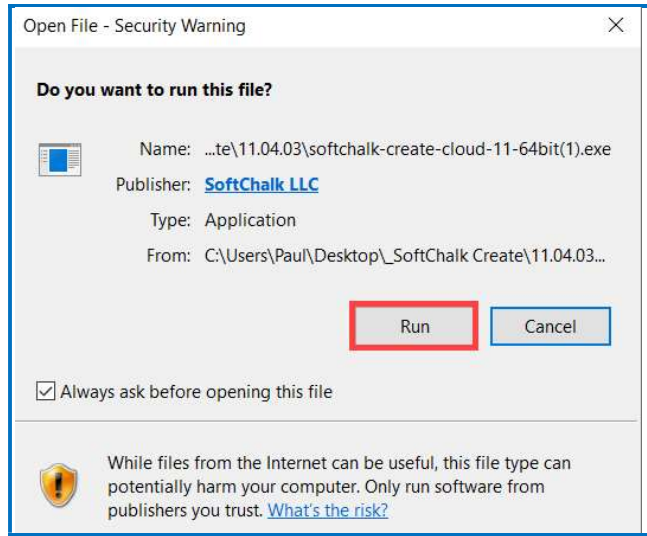 Open File - Security Warning
Do you want to run this file?
Name: ...te\11.04.03\softchalk-create-cloud-11-64bit(1).exe
Publisher: SoftChalk LLC
Type: Application
From: C:\Users\Paul\Desktop\_SoftChalk Create\11.04.03...
Run Cancel
Always ask before opening this file
While files from the Internet can be useful, this file type can
potentially harm your computer. Only run software from
publishers you trust. What's the risk?